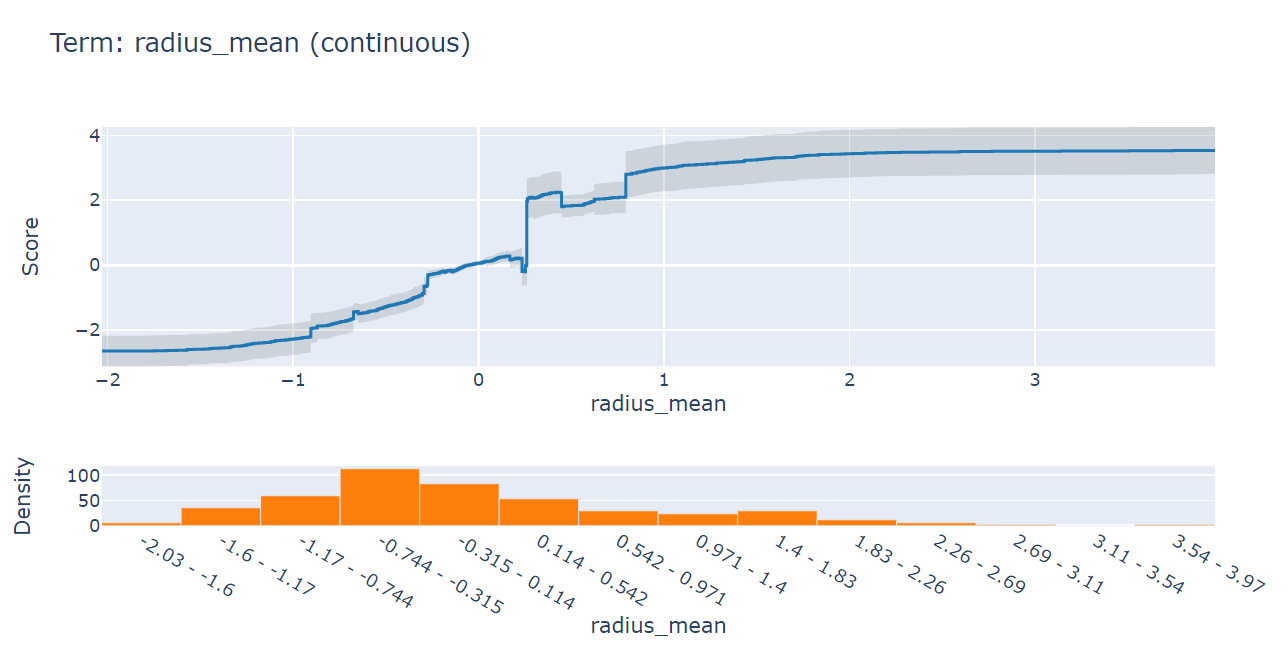 Term: radius_mean (continuous)
4
2
0
−2
Score
−2
−1
0
1
2
3
radius_mean
100
50
0
Density
-2.03 - -1.6
-1.6 - -1.17
-1.17 - -0.744
-0.744 - -0.315
-0.315 - 0.114
0.114 - 0.542
0.542 - 0.971
0.971 - 1.4
1.4 - 1.83
1.83 - 2.26
2.26 - 2.69
2.69 - 3.11
3.11 - 3.54
3.54 - 3.97
radius_mean